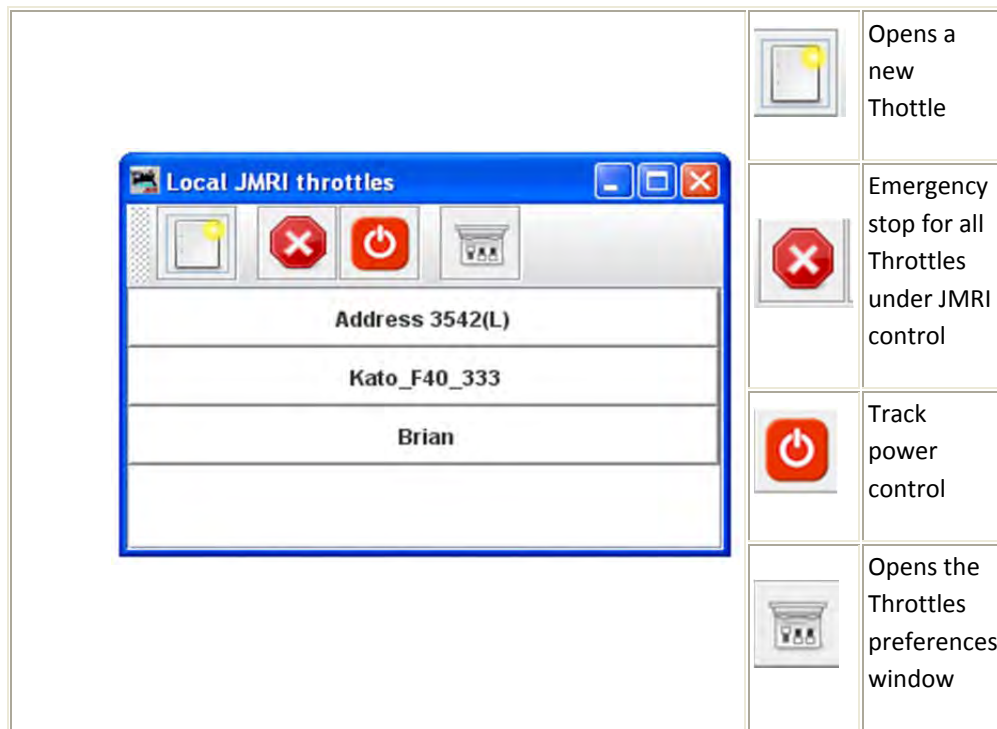 Local JMRI throttles
Address 3542(L)
Kato_F40_333
Brian
Opens a
new
Thottle
Emergency
stop for all
Throttles
under JMRI
control
Track
power
control
Opens the
Throttles
preferences
window